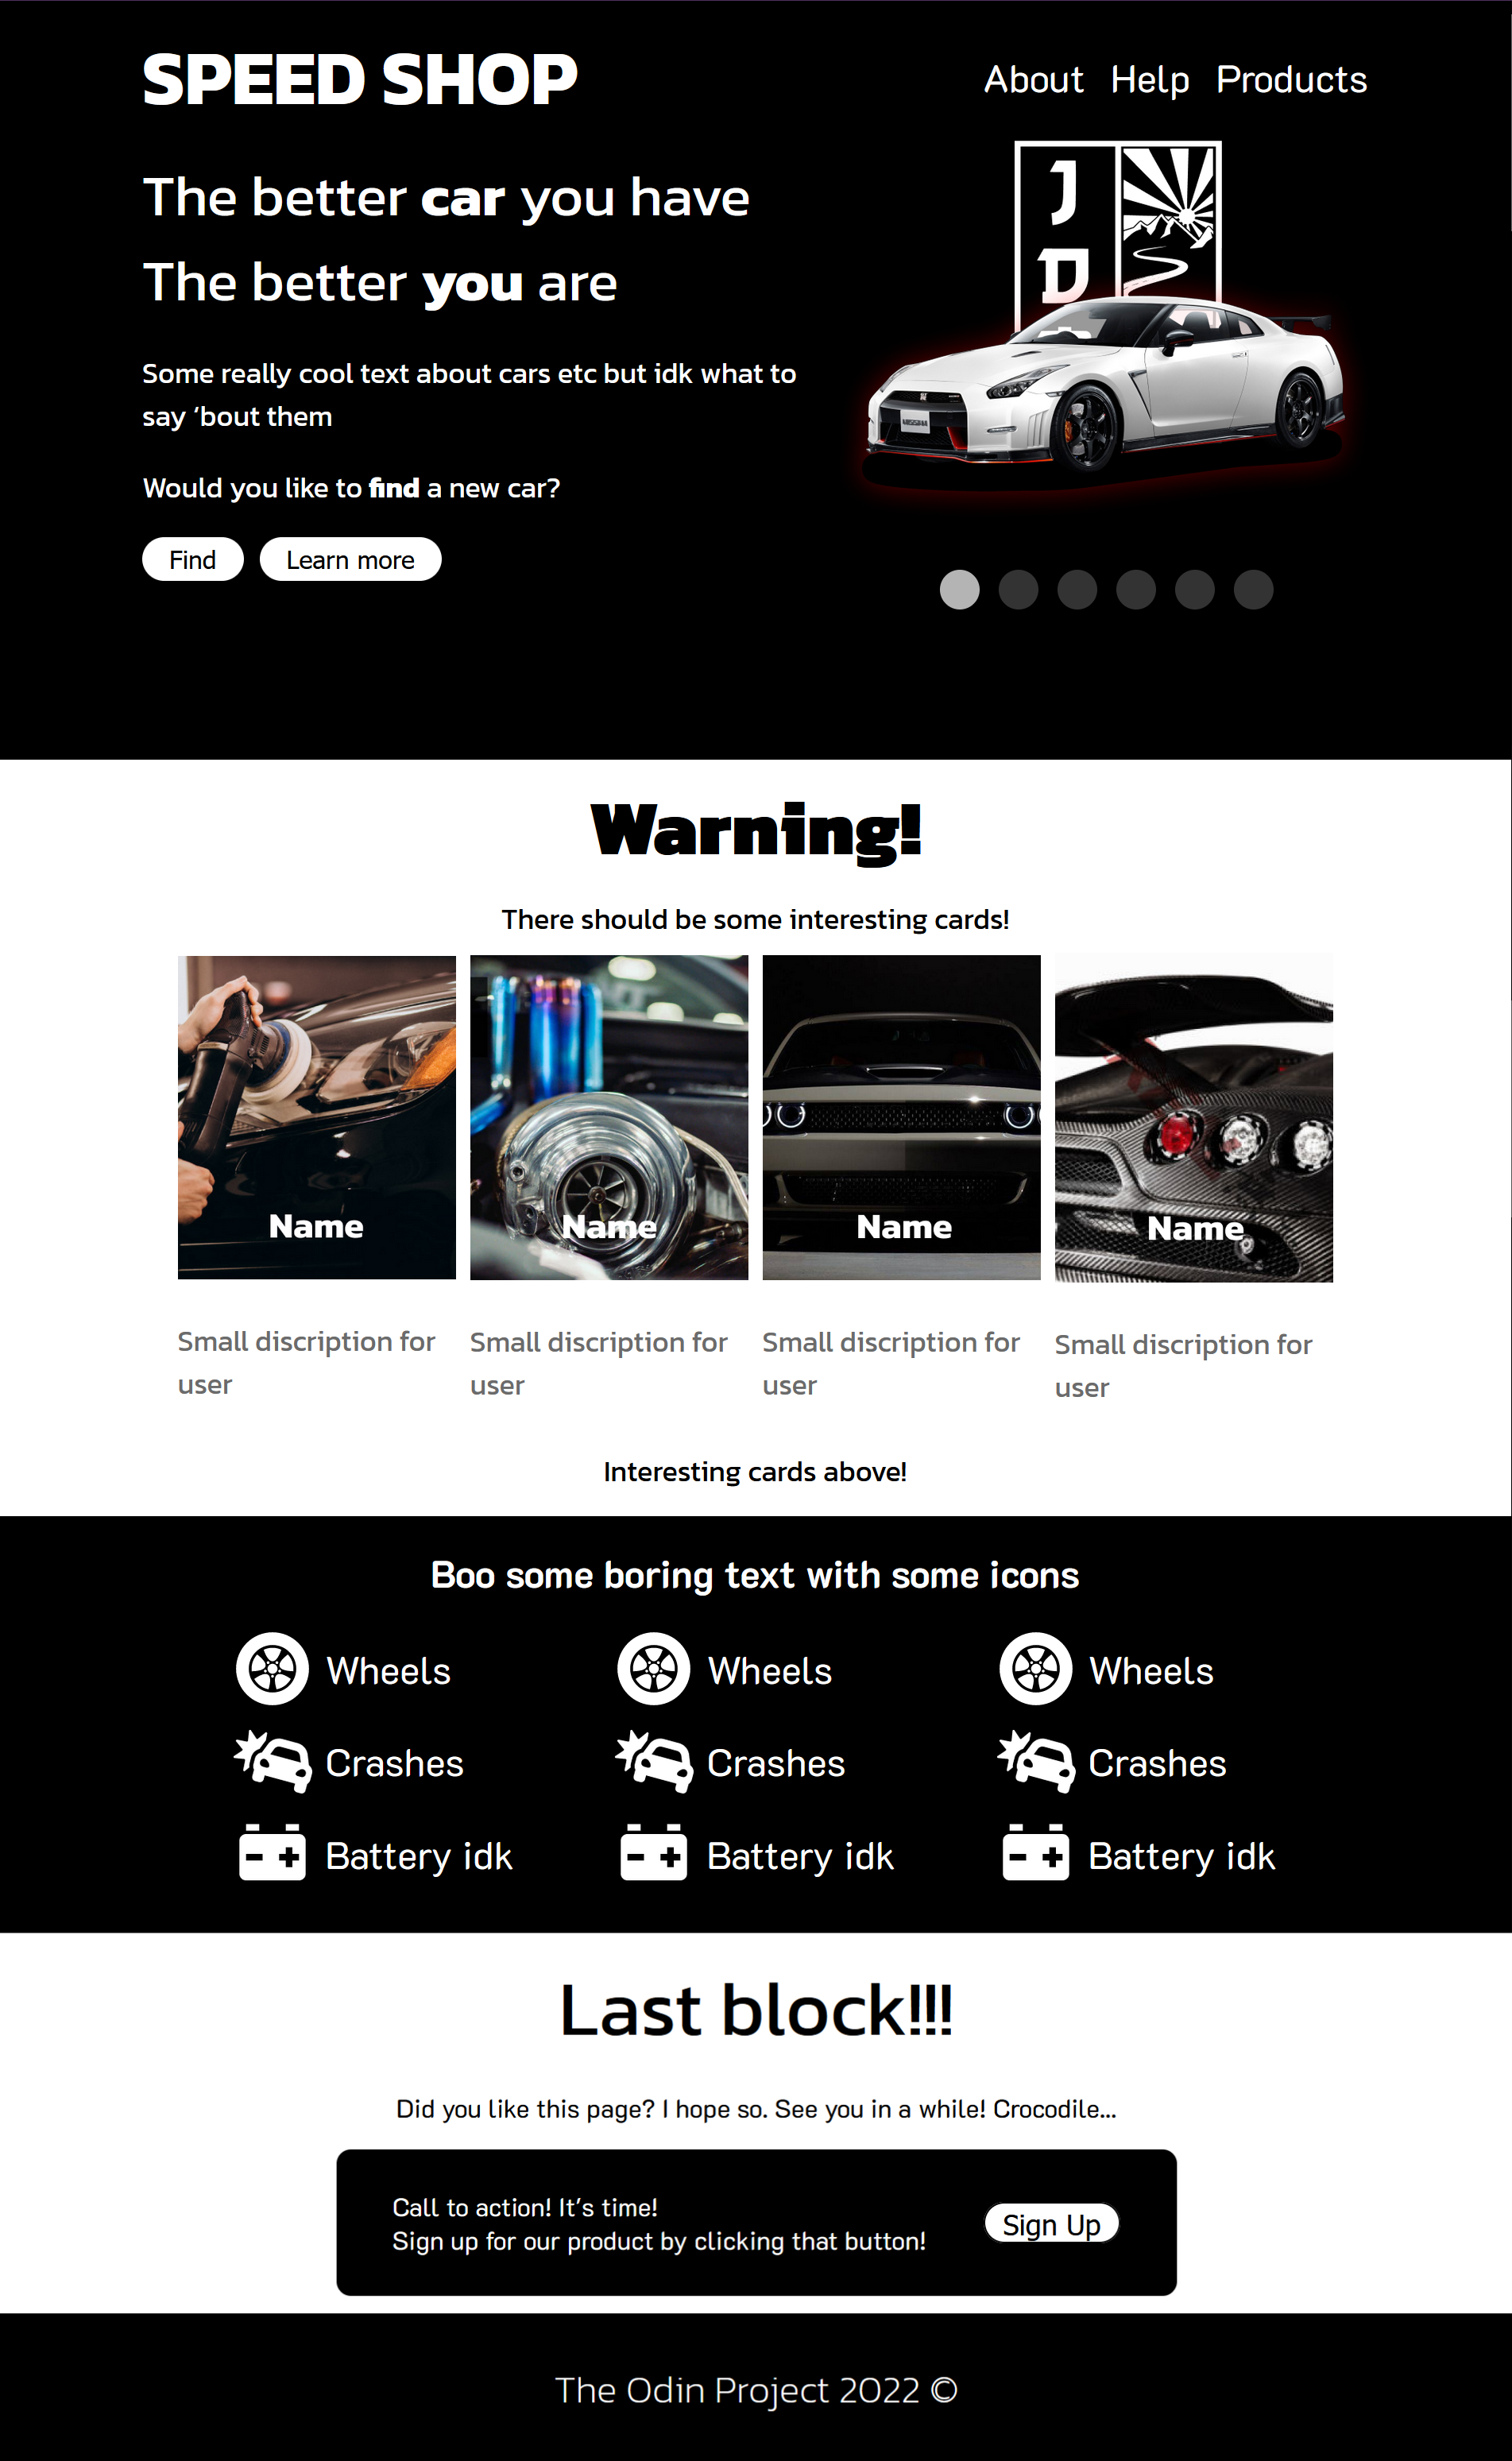 SPEED SHOP
About Help Products
The better car you have
The better you are
Some really cool text about cars etc but idk what to
say ‘bout them
Would you like to find a new car?
Find Learn more
J
D
NISSAN
Warning!
There should be some interesting cards!
Name Name Name Name
Small discription for Small discription for Small discription for Small discription for
user user user user
Interesting cards above!
Boo some boring text with some icons
Wheels Wheels Wheels
Crashes Crashes Crashes
Battery idk Battery idk Battery idk
Last block!!!
Did you like this page? I hope so. See you in a while! Crocodile...
Call to action! It’s time!
Sign up for our product by clicking that button!
Sign Up
The Odin Project 2022 ©